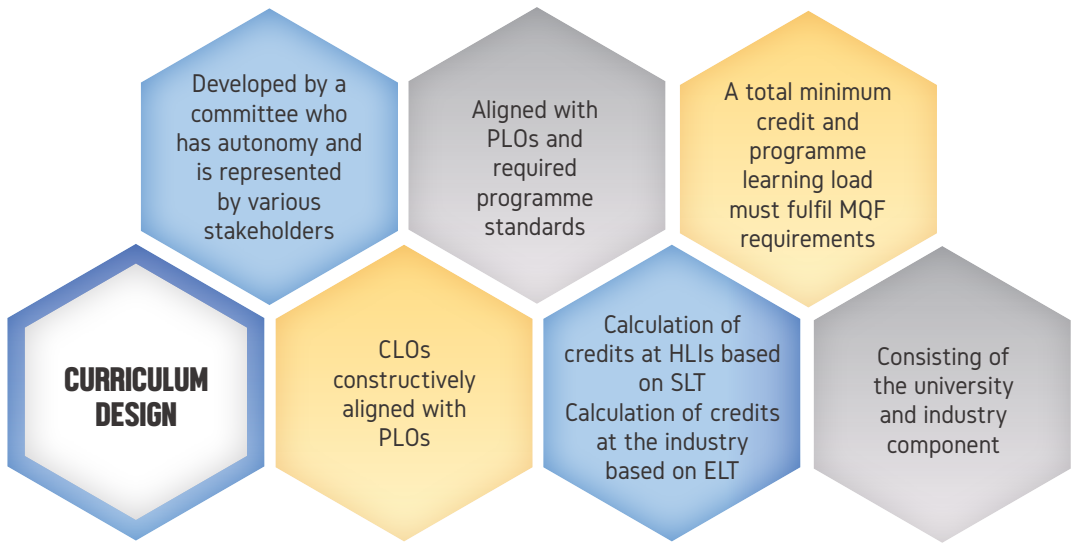 Developed by a
committee who
has autonomy and
is represented
by various
stakeholders
Aligned with
PLOs and
required
programme
standards
A total minimum
credit and
programme
learning load
must fulfil MQF
requirements
CURRICULUM
DESIGN
CLOs
constructively
aligned with
PLOs
Calculation of
credits at HLIs based
on SLT
Calculation of credits
at the industry
based on ELT
Consisting of
the university
and industry
component